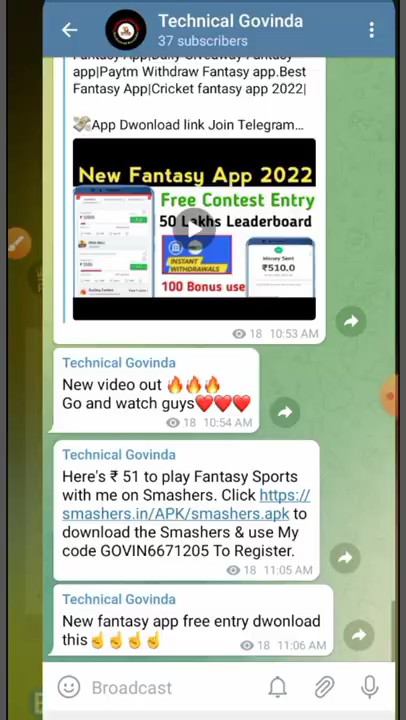 Technical Govinda
37 subscribers
Fantasy App|Daily Giveaway Fantasy
app|Paytm Withdraw Fantasy app.Best
Fantasy App|Cricket fantasy app 2022|
💸App Dwonload link Join Telegram...
New Fantasy App 2022
Free Contest Entry
50 Lakhs Leaderboard
INSTANT
WITHDRAWALS
Money Sent
₹510.0
100 Bonus use
18 10:53 AM
Technical Govinda
New video out 🔥🔥🔥
Go and watch guys❤️❤️❤️
18 10:54 AM
Technical Govinda
Here's ₹ 51 to play Fantasy Sports
with me on Smashers. Click https://
smashers.in/APK/smashers.apk to
download the Smashers & use My
code GOVIN6671205 To Register.
18 11:05 AM
Technical Govinda
New fantasy app free entry dwonload
this☝️☝️☝️☝️
18 11:06 AM
Broadcast